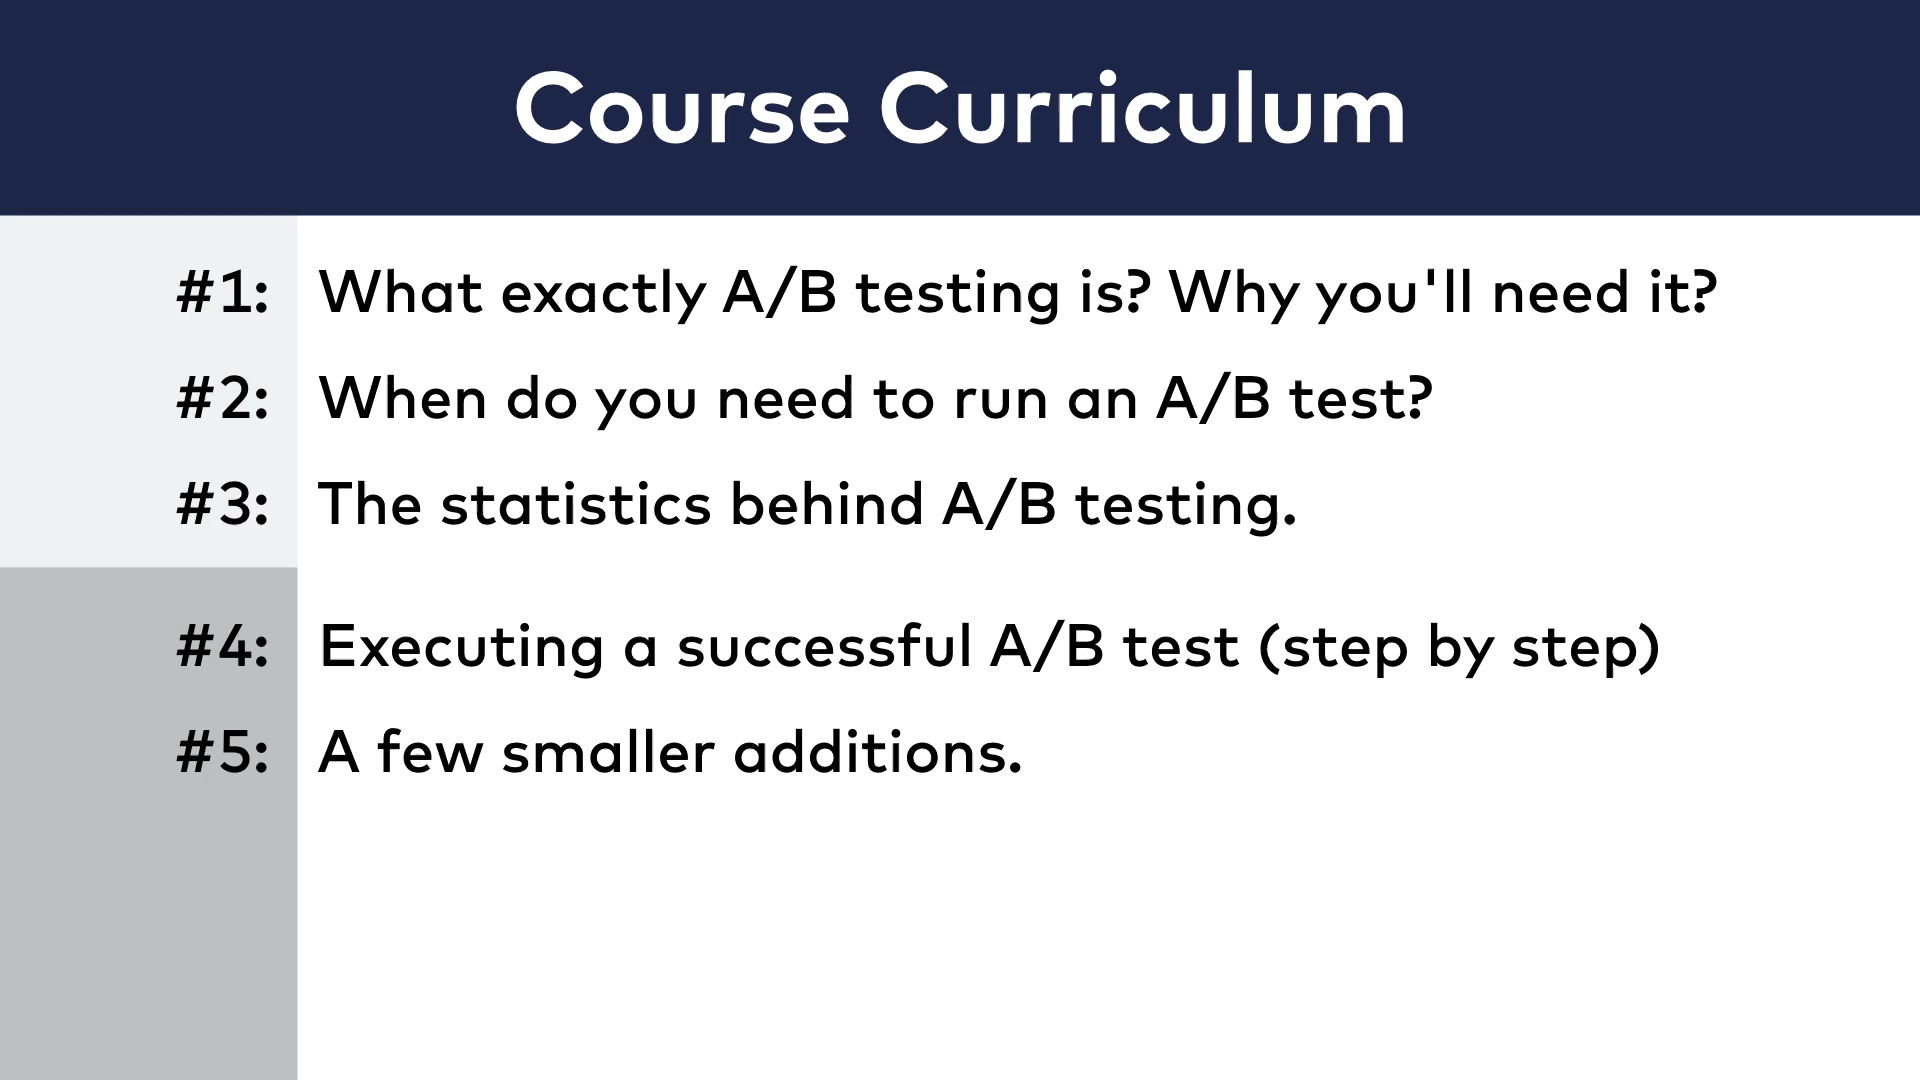 Course Curriculum
#1: What exactly A/B testing is? Why you'll need it?
#2: When do you need to run an A/B test?
#3: The statistics behind A/B testing.
#4: Executing a successful A/B test (step by step)
#5: A few smaller additions.